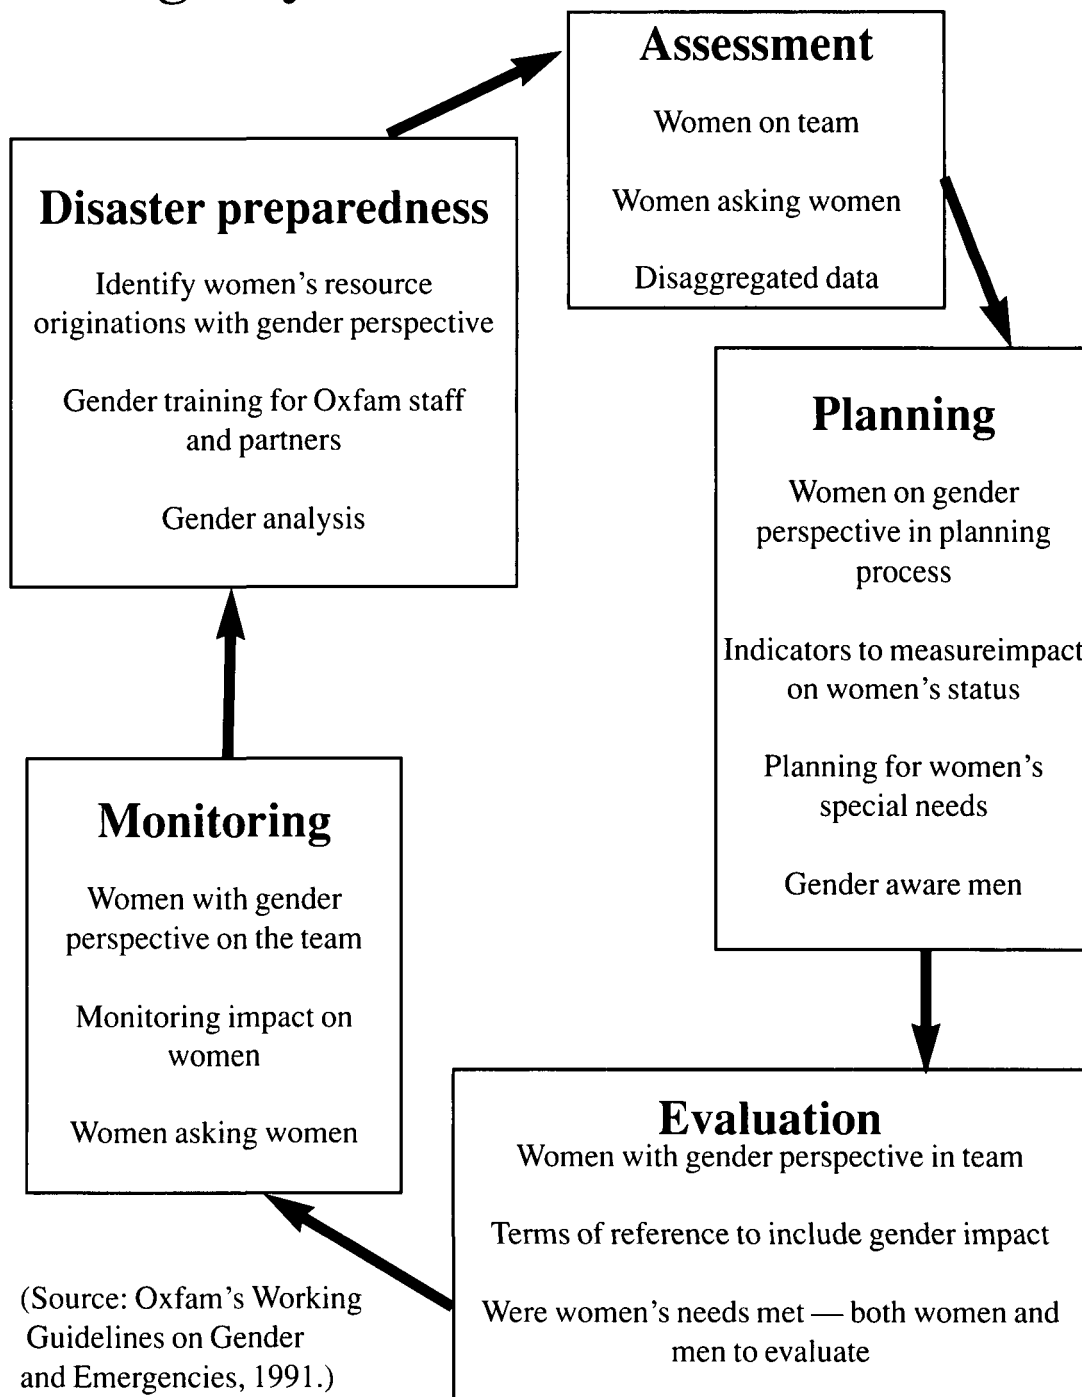 Assessment
Women on team
Women asking women
Disaggregated data
Disaster preparedness
Identify women's resource
originations with gender perspective
Gender training for Oxfam staff
and partners
Gender analysis
Planning
Women on gender
perspective in planning
process
Indicators to measureimpact
on women's status
Planning for women's
special needs
Gender aware men
Monitoring
Women with gender
perspective on the team
Monitoring impact on
women
Women asking women
Evaluation
Women with gender perspective in team
Terms of reference to include gender impact
Were women's needs met — both women and
men to evaluate
(Source: Oxfam's Working
Guidelines on Gender
and Emergencies, 1991.)